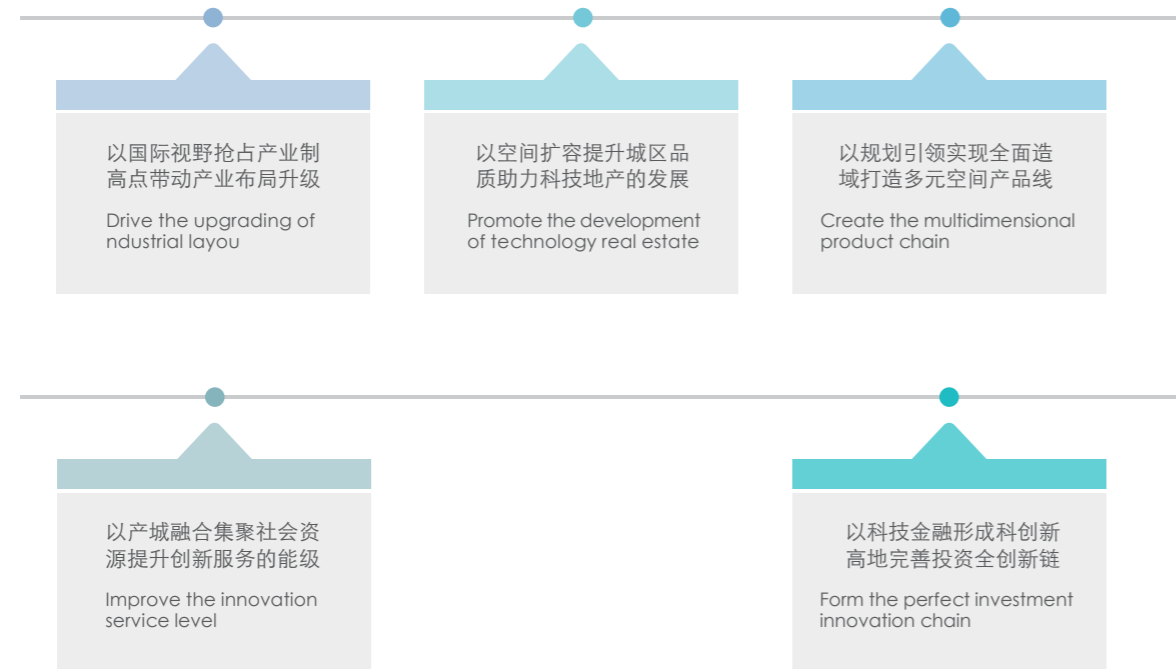 以国际视野抢占产业制
高点带动产业布局升级
Drive the upgrading of
ndustrial layou
以空间扩容提升城区品
质助力科技地产的发展
Promote the development
of technology real estate
以规划引领实现全面造
域打造多元空间产品线
Create the multidimensional
product chain
以产城融合集聚社会资
源提升创新服务的能级
Improve the innovation
service level
以科技金融形成科创新
高地完善投资全创新链
Form the perfect investment
innovation chain